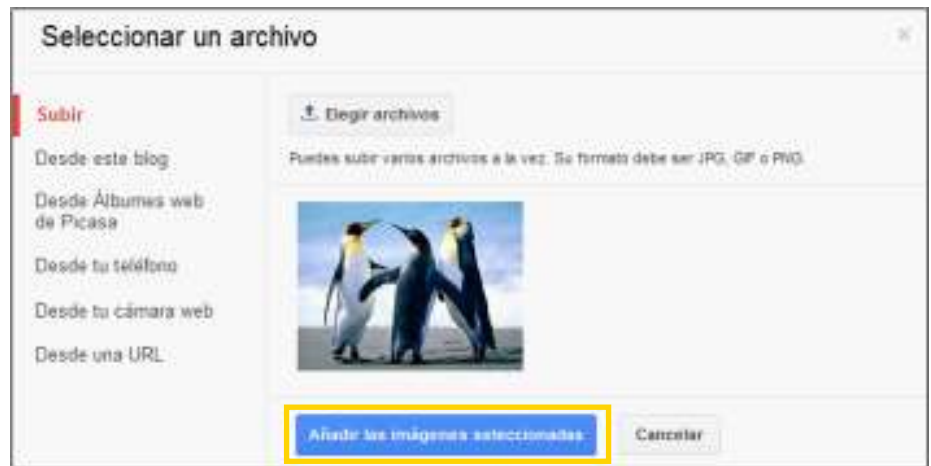 Seleccionar un archivo
Subir
Desde este blog
Desde Álbumes web
de Picasa
Desde tu teléfono
Desde tu cámara web
Desde una URL
Elegir archivos
Puedes subir varios archivos a la vez. Su formato debe ser JPG, GIF o PNG.
Añadir las imágenes seleccionadas
Cancelar